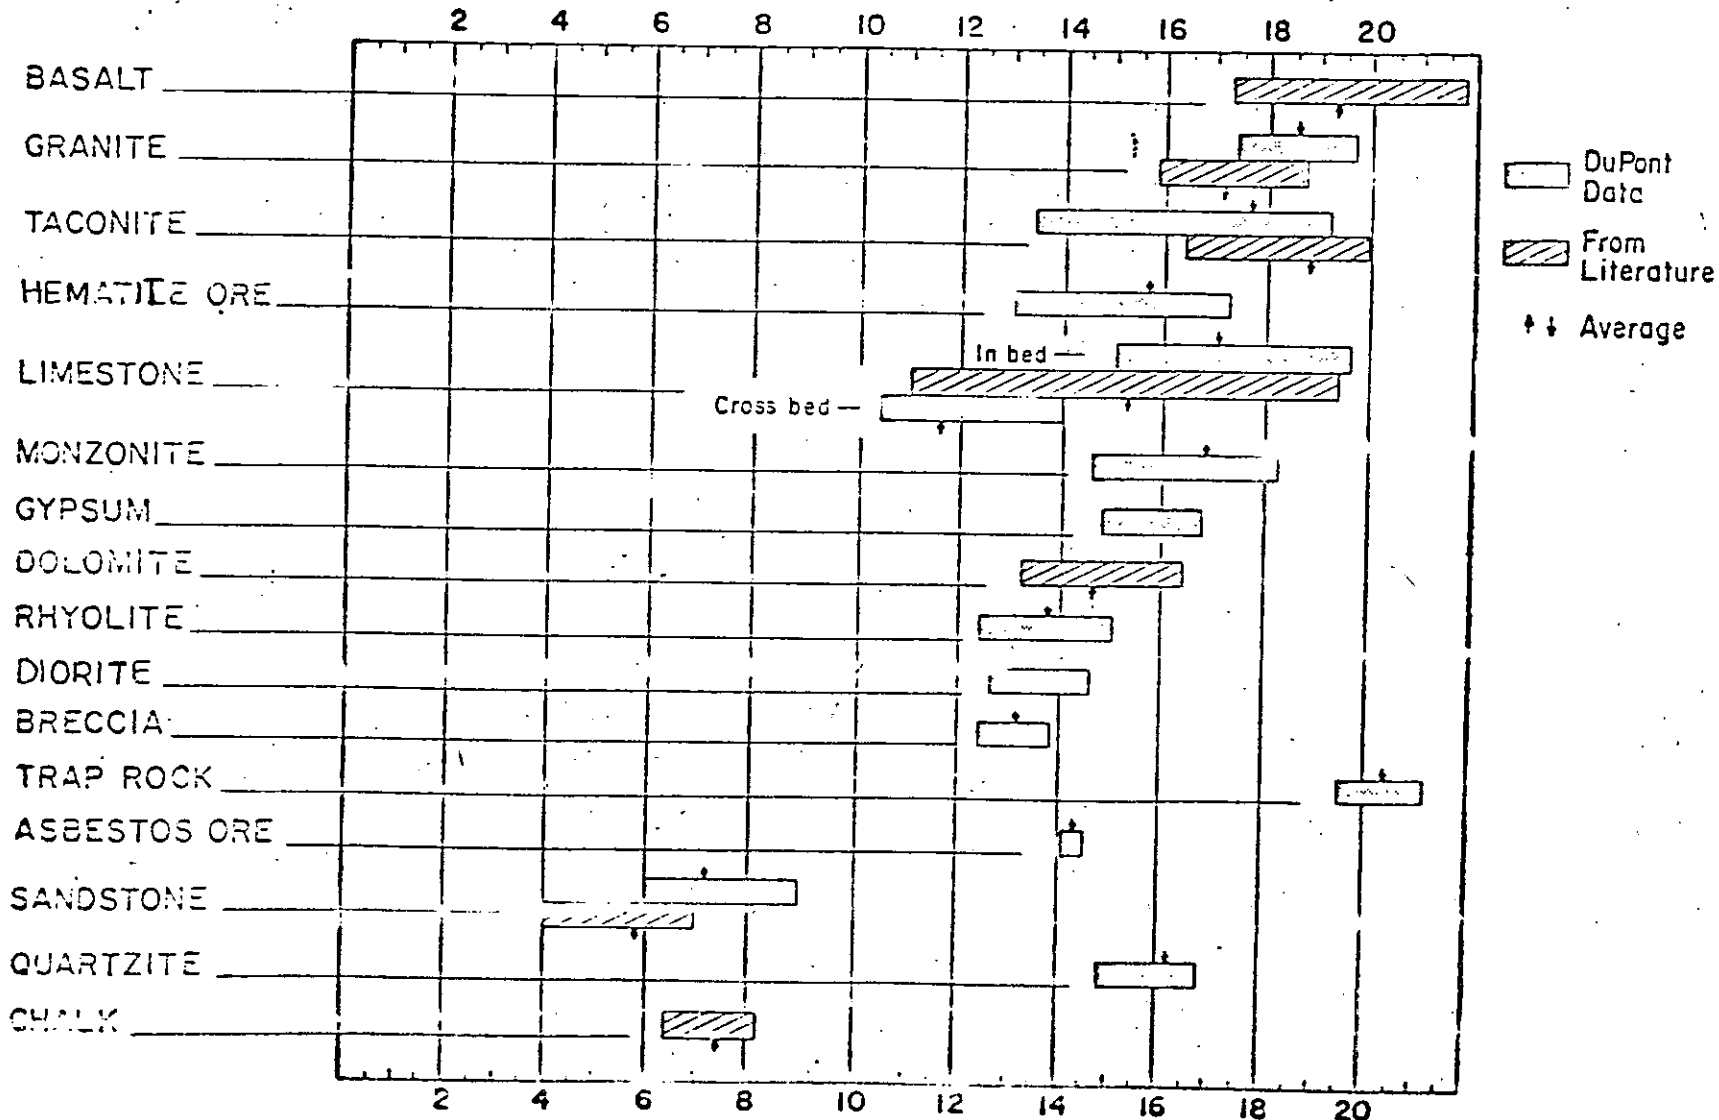 2 4 6 8 10 12 14 16 18 20
BASALT
GRANITE
DuPont
Data
TACONITE
From
Literature
HEMATITE ORE
Average
In bed
LIMESTONE
Cross bed
MONZONITE
GYPSUM
DOLOMITE
RHYOLITE
DIORITE
BRECCIA
TRAP ROCK
ASBESTOS ORE
SANDSTONE
QUARTZITE
CHALK
2 4 6 8 10 12 14 16 18 20